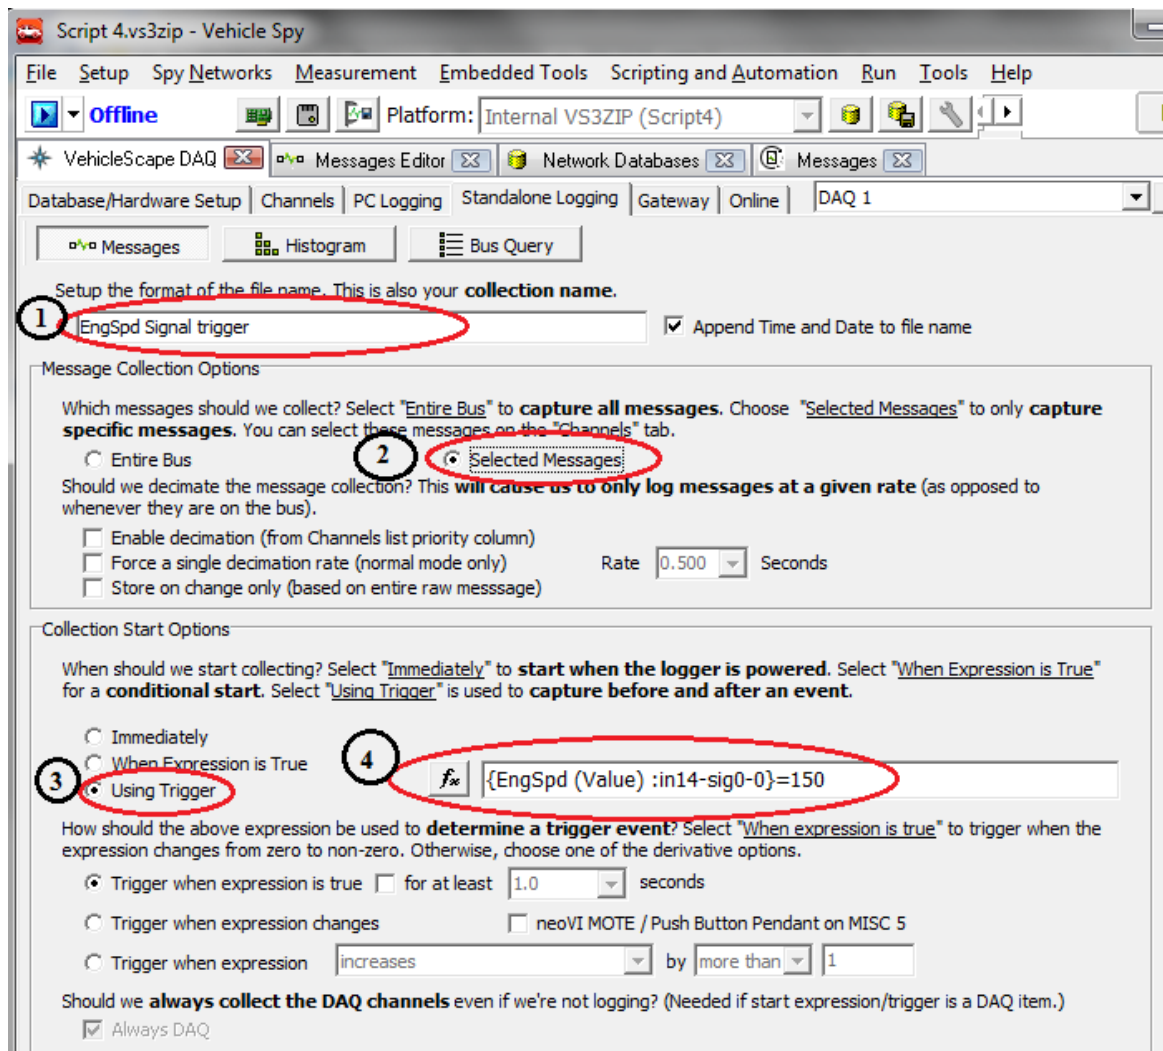 Script 4.vs3zip - Vehicle Spy
File Setup Spy Networks Measurement Embedded Tools Scripting and Automation Run Tools Help
Offline Platform: Internal VS3ZIP (Script4)
VehicleScape DAQ Messages Editor Network Databases Messages
Database/Hardware Setup Channels PC Logging Standalone Logging Gateway Online DAQ 1
Messages Histogram Bus Query
Setup the format of the file name. This is also your collection name.
1 EngSpd Signal trigger Append Time and Date to file name
Message Collection Options
Which messages should we collect? Select "Entire Bus" to capture all messages. Choose "Selected Messages" to only capture
specific messages. You can select these messages on the "Channels" tab.
Entire Bus 2 Selected Messages
Should we decimate the message collection? This will cause us to only log messages at a given rate (as opposed to
whenever they are on the bus).
Enable decimation (from Channels list priority column)
Force a single decimation rate (normal mode only) Rate 0.500 Seconds
Store on change only (based on entire raw messsage)
Collection Start Options
When should we start collecting? Select "Immediately" to start when the logger is powered. Select "When Expression is True"
for a conditional start. Select "Using Trigger" is used to capture before and after an event.
Immediately
When Expression is True
3 Using Trigger 4 fx {EngSpd (Value) :in14-sig0-0}=150
How should the above expression be used to determine a trigger event? Select "When expression is true" to trigger when the
expression changes from zero to non-zero. Otherwise, choose one of the derivative options.
Trigger when expression is true for at least 1.0 seconds
Trigger when expression changes neoVI MOTE / Push Button Pendant on MISC 5
Trigger when expression increases by more than 1
Should we always collect the DAQ channels even if we're not logging? (Needed if start expression/trigger is a DAQ item.)
Always DAQ